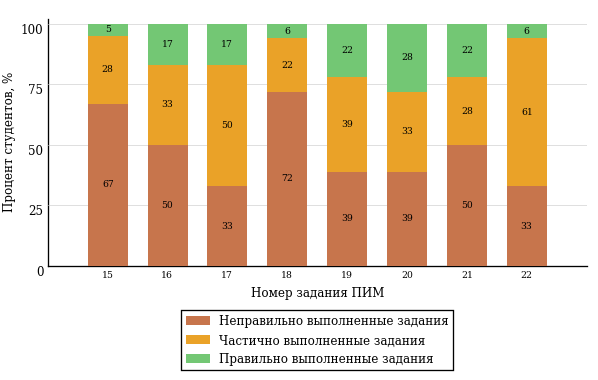 Процент студентов, %
100
75
50
25
0
5 17 17 6 22 28 22 6
28 33 50 22 39 33 28 61
67 50 33 72 39 39 50 33
15 16 17 18 19 20 21 22
Номер задания ПИМ
Неправильно выполненные задания
Частично выполненные задания
Правильно выполненные задания